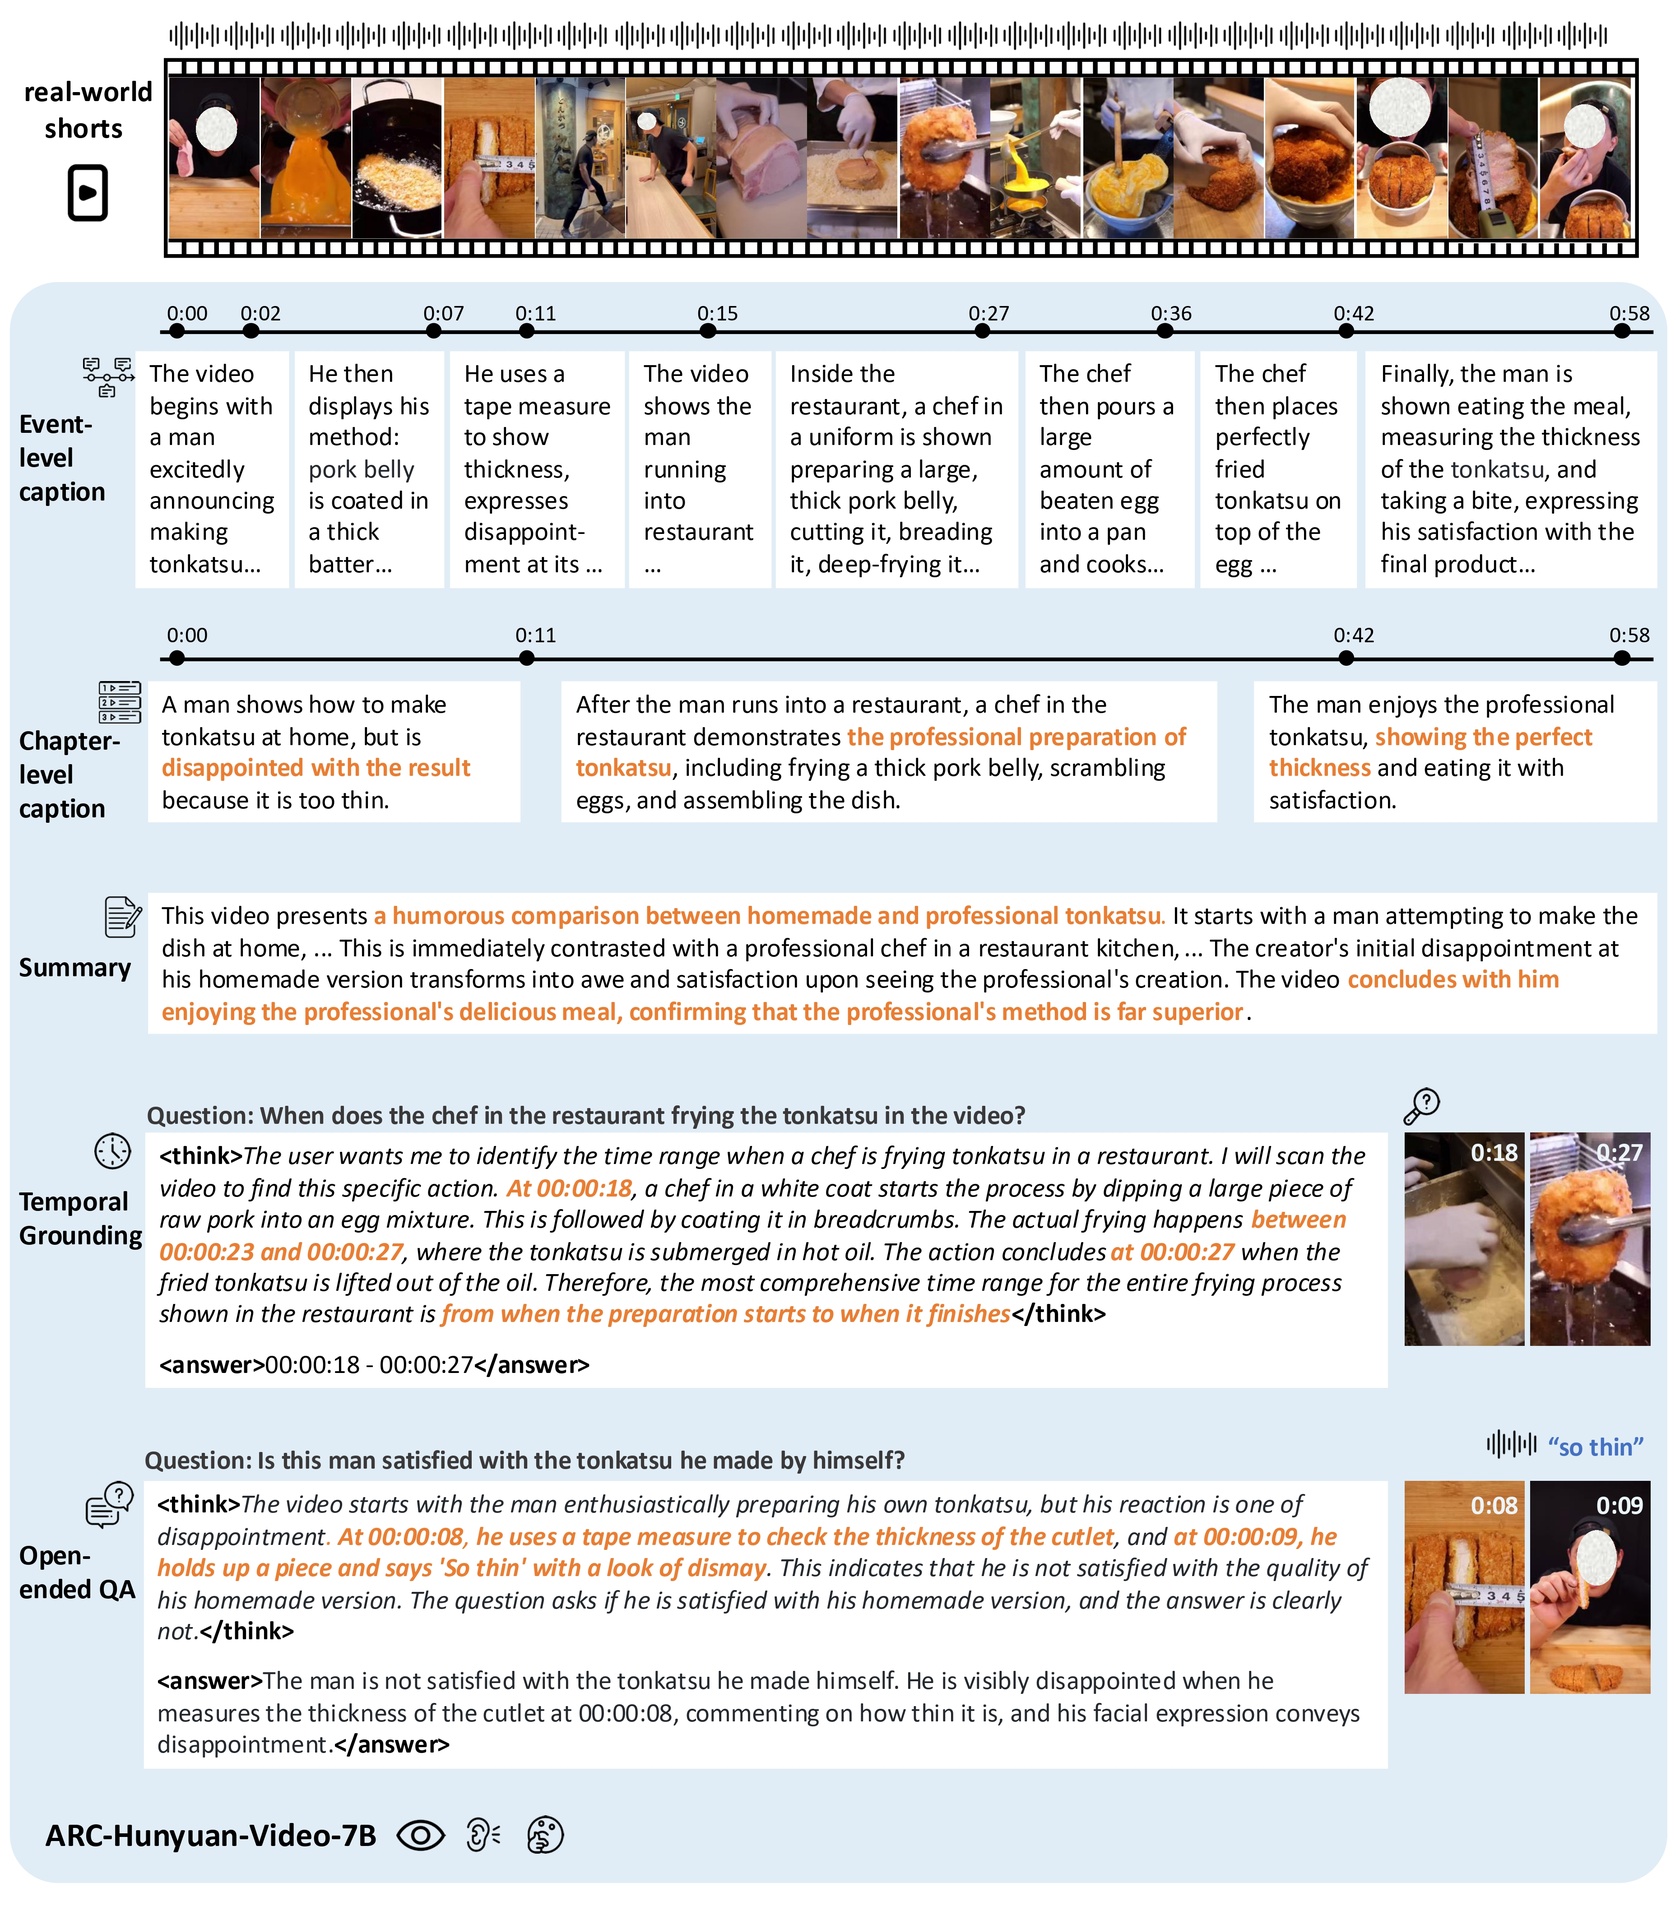 real-world
shorts
0:00 0:02 0:07 0:11 0:15 0:27 0:36 0:42 0:58
Event-
level
caption
The video
begins with
a man
excitedly
announcing
making
tonkatsu...
He then
displays his
method:
pork belly
is coated in
a thick
batter...
He uses a
tape measure
to show
thickness,
expresses
disappoint-
ment at its ...
The video
shows the
man
running
into
restaurant
...
Inside the
restaurant, a chef in
a uniform is shown
preparing a large,
thick pork belly,
cutting it, breading
it, deep-frying it...
The chef
then pours a
large
amount of
beaten egg
into a pan
and cooks...
The chef
then places
perfectly
fried
tonkatsu on
top of the
egg ...
Finally, the man is
shown eating the meal,
measuring the thickness
of the tonkatsu, and
taking a bite, expressing
his satisfaction with the
final product...
0:00 0:11 0:42 0:58
Chapter-
level
caption
A man shows how to make
tonkatsu at home, but is
disappointed with the result
because it is too thin.
After the man runs into a restaurant, a chef in the
restaurant demonstrates the professional preparation of
tonkatsu, including frying a thick pork belly, scrambling
eggs, and assembling the dish.
The man enjoys the professional
tonkatsu, showing the perfect
thickness and eating it with
satisfaction.
Summary
This video presents a humorous comparison between homemade and professional tonkatsu. It starts with a man attempting to make the
dish at home, ... This is immediately contrasted with a professional chef in a restaurant kitchen, ... The creator's initial disappointment at
his homemade version transforms into awe and satisfaction upon seeing the professional's creation. The video concludes with him
enjoying the professional's delicious meal, confirming that the professional's method is far superior.
Question: When does the chef in the restaurant frying the tonkatsu in the video?
Temporal
Grounding
<think>The user wants me to identify the time range when a chef is frying tonkatsu in a restaurant. I will scan the
video to find this specific action. At 00:00:18, a chef in a white coat starts the process by dipping a large piece of
raw pork into an egg mixture. This is followed by coating it in breadcrumbs. The actual frying happens between
00:00:23 and 00:00:27, where the tonkatsu is submerged in hot oil. The action concludes at 00:00:27 when the
fried tonkatsu is lifted out of the oil. Therefore, the most comprehensive time range for the entire frying process
shown in the restaurant is from when the preparation starts to when it finishes</think>
<answer>00:00:18 - 00:00:27</answer>
0:18 0:27
Question: Is this man satisfied with the tonkatsu he made by himself?
"so thin"
Open-
ended QA
<think>The video starts with the man enthusiastically preparing his own tonkatsu, but his reaction is one of
disappointment. At 00:00:08, he uses a tape measure to check the thickness of the cutlet, and at 00:00:09, he
holds up a piece and says 'So thin' with a look of dismay. This indicates that he is not satisfied with the quality of
his homemade version. The question asks if he is satisfied with his homemade version, and the answer is clearly
not.</think>
<answer>The man is not satisfied with the tonkatsu he made himself. He is visibly disappointed when he
measures the thickness of the cutlet at 00:00:08, commenting on how thin it is, and his facial expression conveys
disappointment.</answer>
0:08 0:09
3 4 5
ARC-Hunyuan-Video-7B